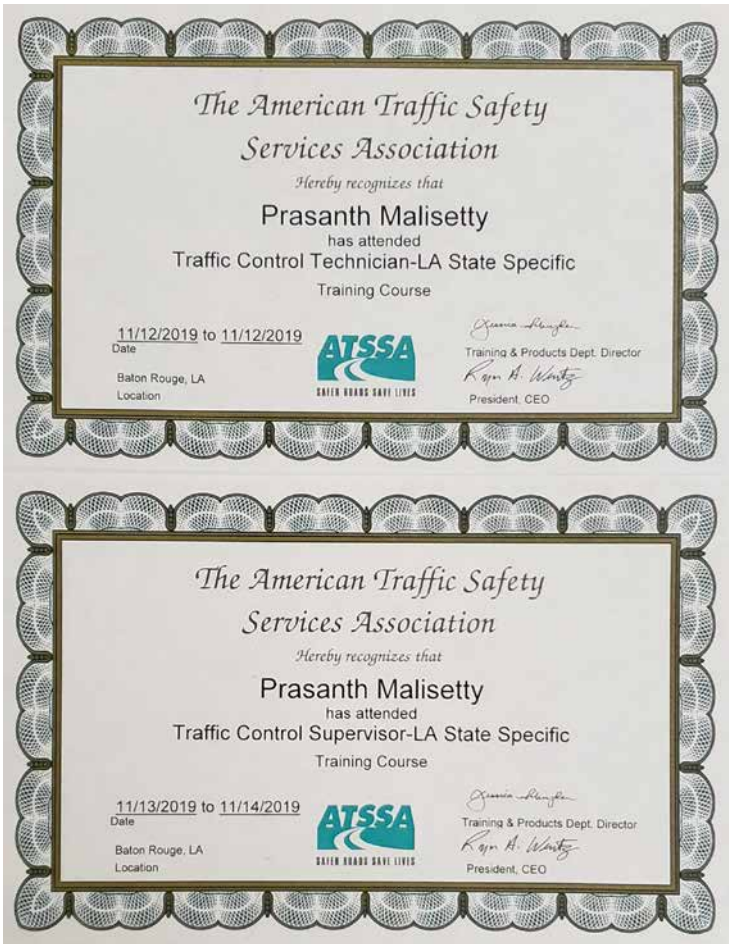 The American Traffic Safety
Services Association
Hereby recognizes that
Prasanth Malisetty
has attended
Traffic Control Technician-LA State Specific
Training Course
11/12/2019 to 11/12/2019
Date
Baton Rouge, LA
Location
ATSSA
SAFER ROADS SAVE LIVES
Training & Products Dept. Director
President, CEO
The American Traffic Safety
Services Association
Hereby recognizes that
Prasanth Malisetty
has attended
Traffic Control Supervisor-LA State Specific
Training Course
11/13/2019 to 11/14/2019
Date
Baton Rouge, LA
Location
ATSSA
SAFER ROADS SAVE LIVES
Training & Products Dept. Director
President, CEO